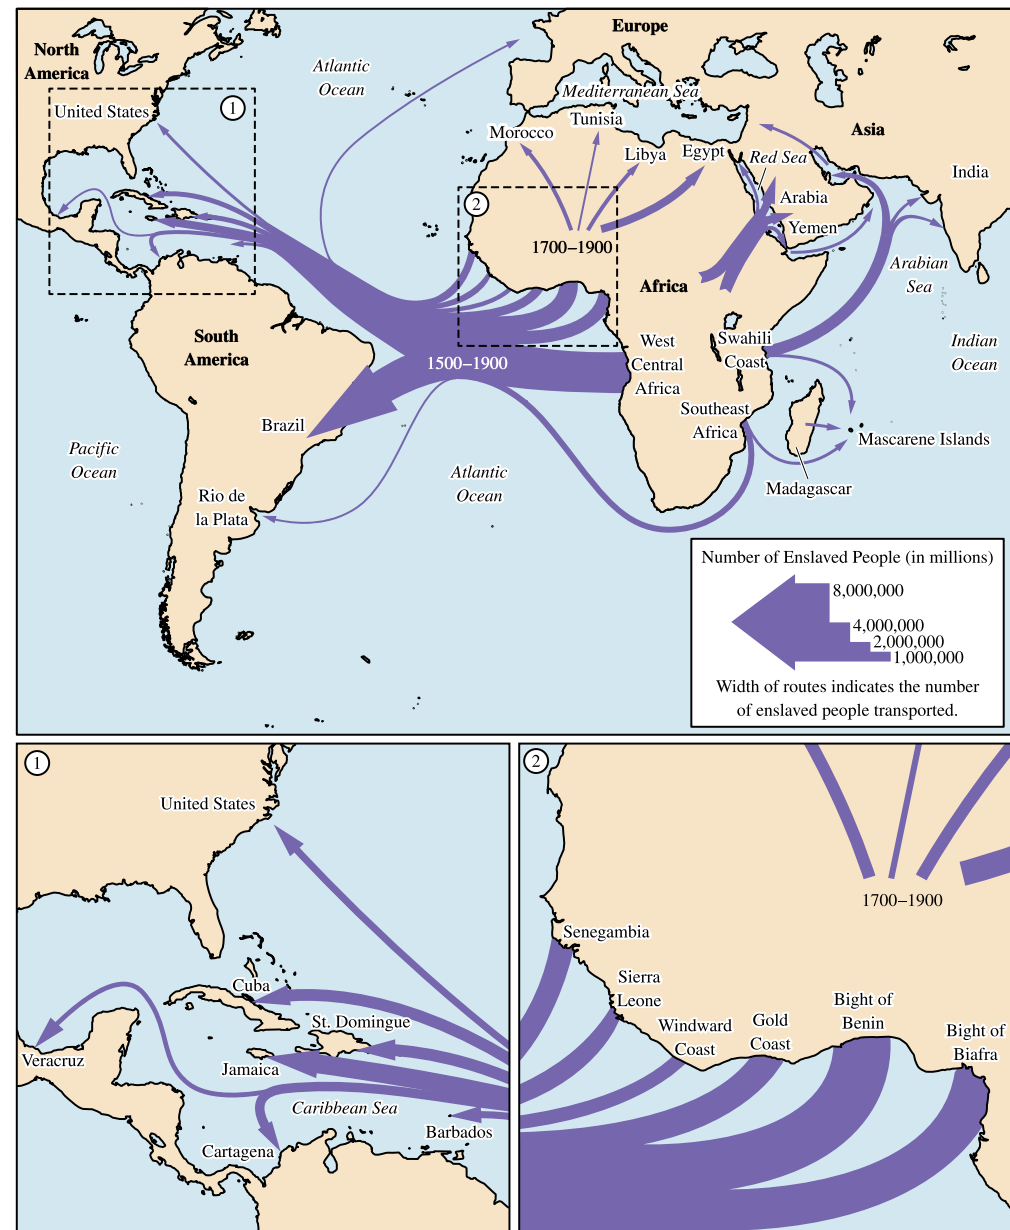 North
America
Europe
Atlantic
Ocean
Mediterranean Sea
Asia
United States
1
Morocco
Tunisia
Libya
Egypt
Red Sea
India
Arabia
2
Yemen
1700–1900
Arabian
Sea
Africa
South
America
West
Central
Africa
Swahili
Coast
Indian
Ocean
1500–1900
Brazil
Southeast
Africa
Mascarene Islands
Pacific
Ocean
Atlantic
Ocean
Madagascar
Rio de
la Plata
Number of Enslaved People (in millions)
8,000,000
4,000,000
2,000,000
1,000,000
Width of routes indicates the number
of enslaved people transported.
1
United States
Cuba
St. Domingue
Veracruz
Jamaica
Caribbean Sea
Barbados
Cartagena
2
1700–1900
Senegambia
Sierra
Leone
Windward
Coast
Gold
Coast
Bight of
Benin
Bight of
Biafra